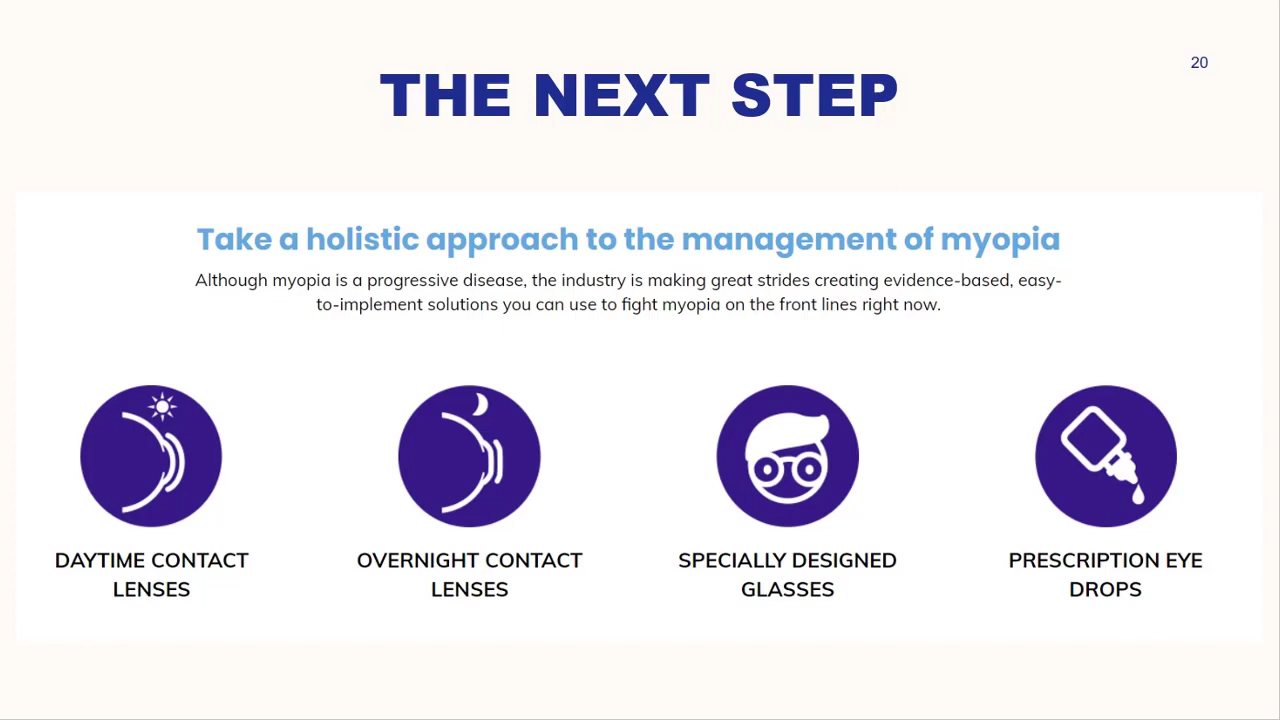 20
THE NEXT STEP
Take a holistic approach to the management of myopia
Although myopia is a progressive disease, the industry is making great strides creating evidence-based, easy-
to-implement solutions you can use to fight myopia on the front lines right now.
DAYTIME CONTACT
LENSES
OVERNIGHT CONTACT
LENSES
SPECIALLY DESIGNED
GLASSES
PRESCRIPTION EYE
DROPS